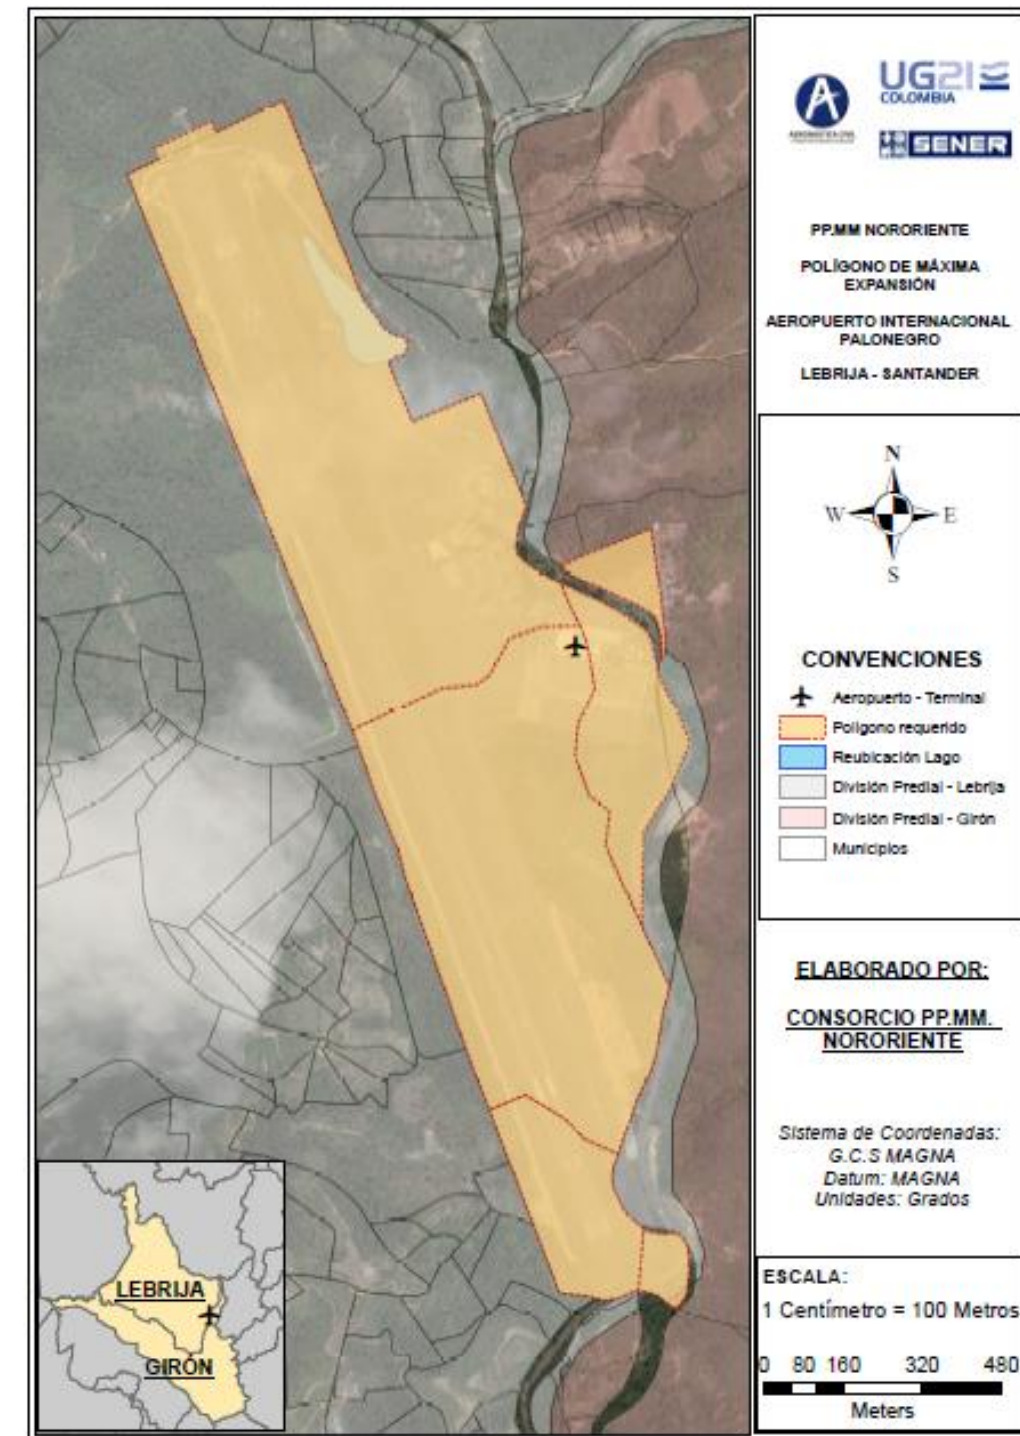 UG21
COLOMBIA
SENER
PP.MM NORORIENTE
POLÍGONO DE MÁXIMA
EXPANSIÓN
AEROPUERTO INTERNACIONAL
PALONEGRO
LEBRIJA - SANTANDER
N
W E
S
CONVENCIONES
Aeropuerto - Terminal
Polígono requerido
Reubicación Lago
División Predial - Lebrija
División Predial - Girón
Municipios
ELABORADO POR:
CONSORCIO PP.MM.
NORORIENTE
Sistema de Coordenadas:
G.C.S MAGNA
Datum: MAGNA
Unidades: Grados
LEBRIJA
GIRÓN
ESCALA:
1 Centímetro = 100 Metros
0 80 160 320 480
Meters